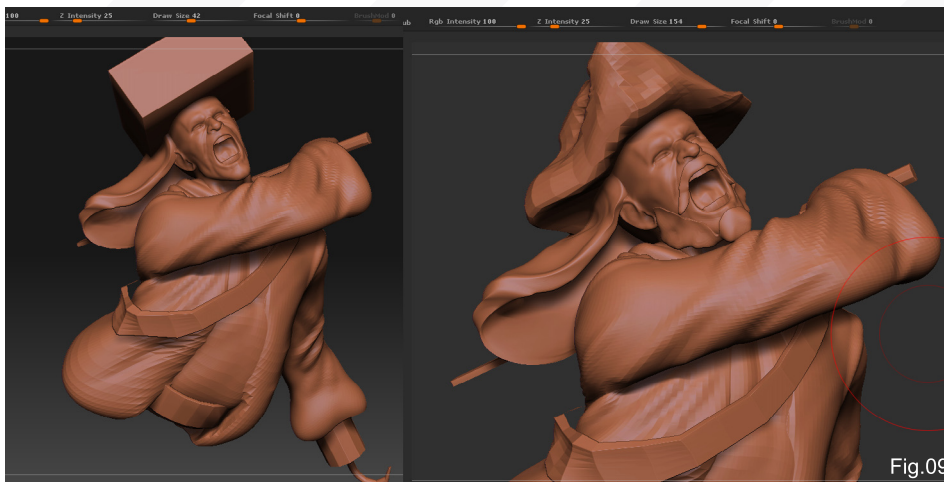 100 Z Intensity 25 Draw Size 42 Focal Shift 0 BrushMod 0
ub Rgb Intensity 100 Z Intensity 25 Draw Size 154 Focal Shift 0 BrushMod 0
Fig.09